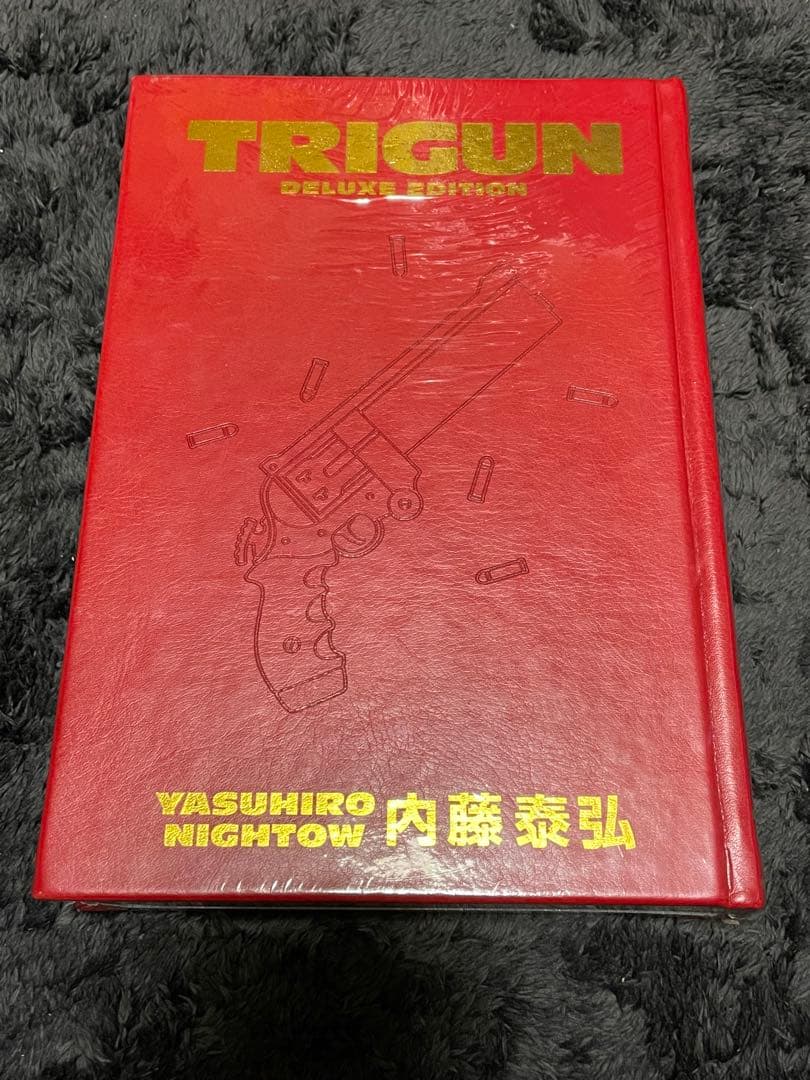 TRIGUN
DELUXE EDITION
YASUHIRO
NIGHTOW
内藤泰弘